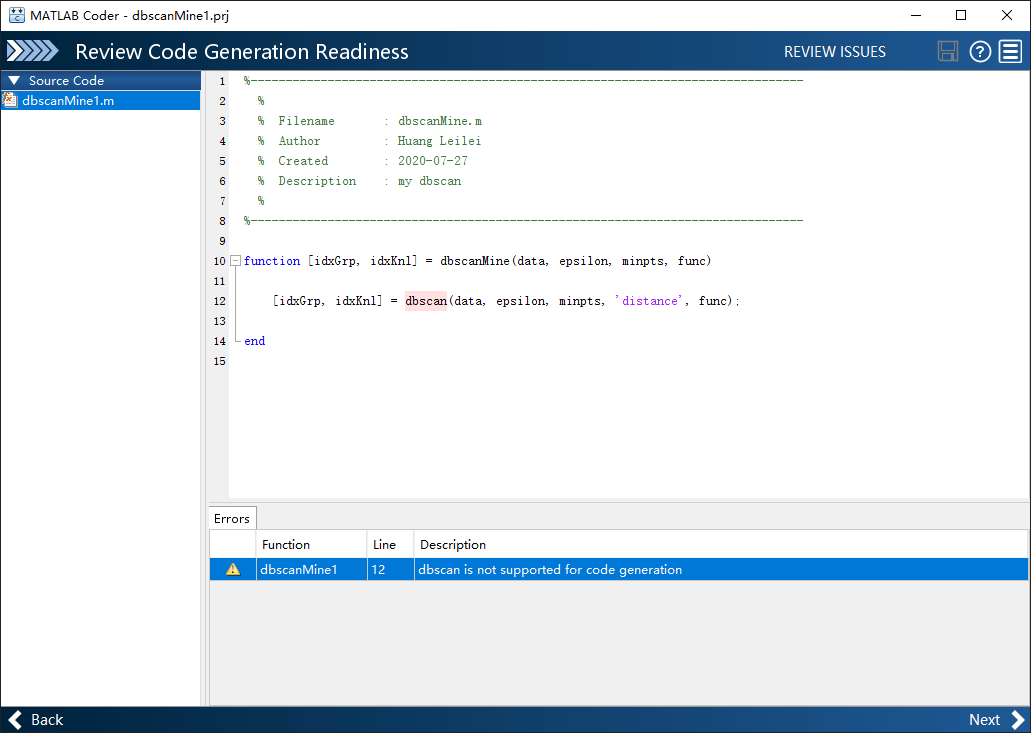 MATLAB Coder - dbscanMine1.prj
Review Code Generation Readiness
REVIEW ISSUES
Source Code
dbscanMine1.m
1 %-------------------------------------------------------------------------------
2 %
3 % Filename : dbscanMine.m
4 % Author : Huang Leilei
5 % Created : 2020-07-27
6 % Description : my dbscan
7 %
8 %-------------------------------------------------------------------------------
9
10 function [idxGrp, idxKnl] = dbscanMine(data, epsilon, minpts, func)
11
12 [idxGrp, idxKnl] = dbscan(data, epsilon, minpts, 'distance', func);
13
14 end
15
Errors
Function Line Description
dbscanMine1 12 dbscan is not supported for code generation
Back
Next